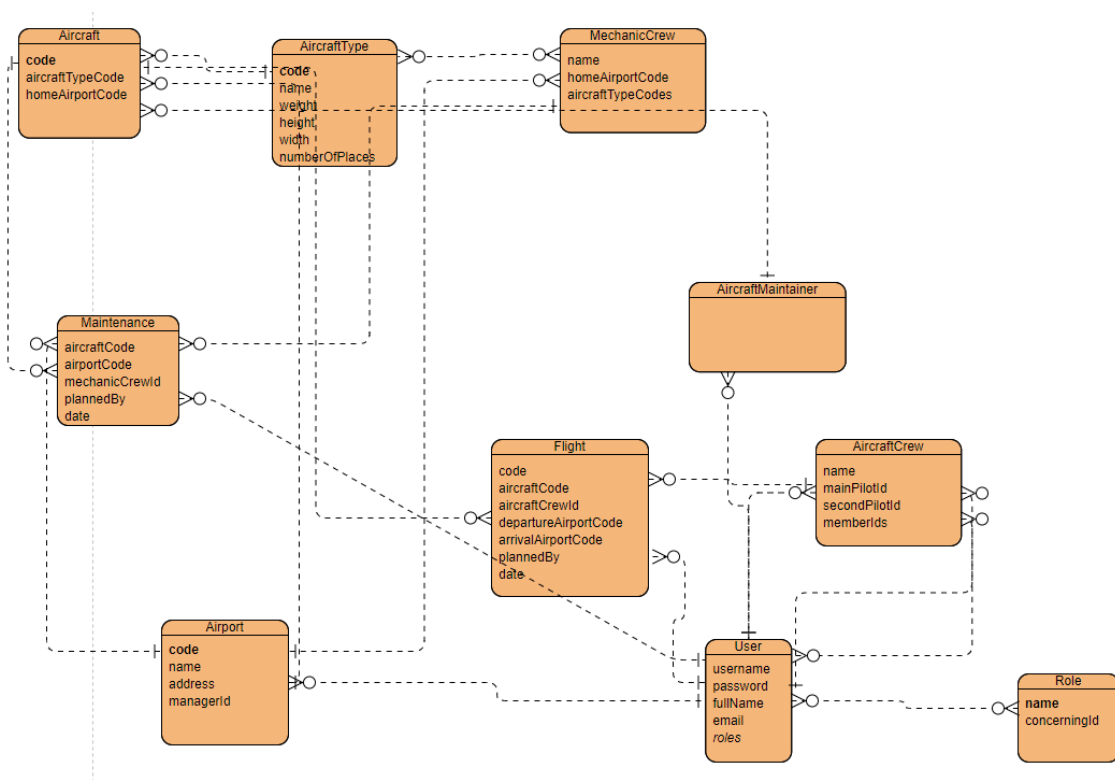 Aircraft
code
aircraftTypeCode
homeAirportCode
AircraftType
code
name
weight
height
width
numberOfPlaces
MechanicCrew
name
homeAirportCode
aircraftTypeCodes
AircraftMaintainer
Maintenance
aircraftCode
airportCode
mechanicCrewId
plannedBy
date
Flight
code
aircraftCode
aircraftCrewId
departureAirportCode
arrivalAirportCode
plannedBy
date
AircraftCrew
name
mainPilotId
secondPilotId
memberIds
Airport
code
name
address
managerId
User
username
password
fullName
email
roles
Role
name
concerningId